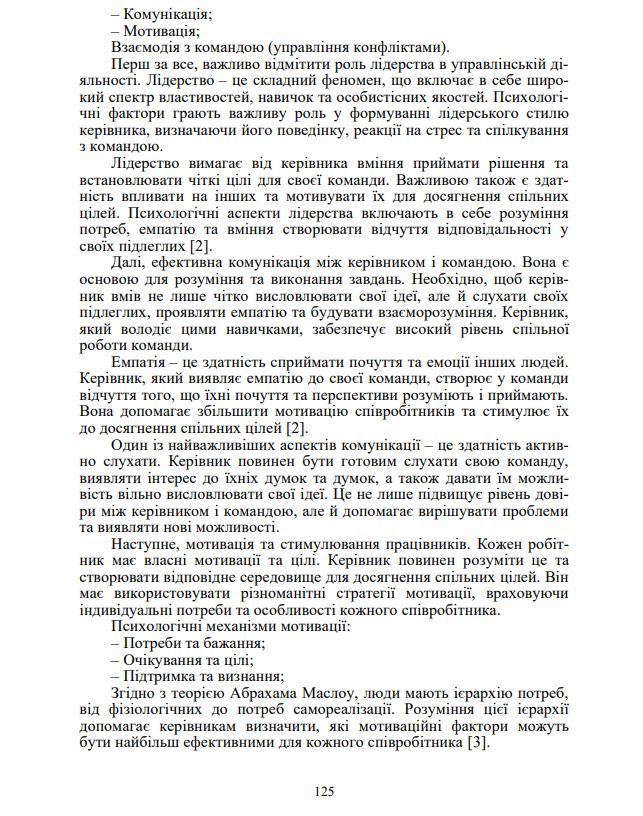 – Комунікація;
– Мотивація;
Взаємодія з командою (управління конфліктами).
Перш за все, важливо відмітити роль лідерства в управлінській ді-
яльності. Лідерство – це складний феномен, що включає в себе широ-
кий спектр властивостей, навичок та особистісних якостей. Психологі-
чні фактори грають важливу роль у формуванні лідерського стилю
керівника, визначаючи його поведінку, реакції на стрес та спілкування
з командою.
Лідерство вимагає від керівника вміння приймати рішення та
встановлювати чіткі цілі для своєї команди. Важливою також є здат-
ність впливати на інших та мотивувати їх для досягнення спільних
цілей. Психологічні аспекти лідерства включають в себе розуміння
потреб, емпатію та вміння створювати відчуття відповідальності у
своїх підлеглих [2].
Далі, ефективна комунікація між керівником і командою. Вона є
основою для розуміння та виконання завдань. Необхідно, щоб керів-
ник вмів не лише чітко висловлювати свої ідеї, але й слухати своїх
підлеглих, проявляти емпатію та будувати взаєморозуміння. Керівник,
який володіє цими навичками, забезпечує високий рівень спільної
роботи команди.
Емпатія – це здатність сприймати почуття та емоції інших людей.
Керівник, який виявляє емпатію до своєї команди, створює у команди
відчуття того, що їхні почуття та перспективи розуміють і приймають.
Вона допомагає збільшити мотивацію співробітників та стимулює їх
до досягнення спільних цілей [2].
Один із найважливіших аспектів комунікації – це здатність актив-
но слухати. Керівник повинен бути готовим слухати свою команду,
виявляти інтерес до їхніх думок та думок, а також давати їм можли-
вість вільно висловлювати свої ідеї. Це не лише підвищує рівень дові-
ри між керівником і командою, але й допомагає вирішувати проблеми
та виявляти нові можливості.
Наступне, мотивація та стимулювання працівників. Кожен робіт-
ник має власні мотивації та цілі. Керівник повинен розуміти це та
створювати відповідне середовище для досягнення спільних цілей. Він
має використовувати різноманітні стратегії мотивації, враховуючи
індивідуальні потреби та особливості кожного співробітника.
Психологічні механізми мотивації:
– Потреби та бажання;
– Очікування та цілі;
– Підтримка та визнання;
Згідно з теорією Абрахама Маслоу, люди мають ієрархію потреб,
від фізіологічних до потреб самореалізації. Розуміння цієї ієрархії
допомагає керівникам визначити, які мотиваційні фактори можуть
бути найбільш ефективними для кожного співробітника [3].
125